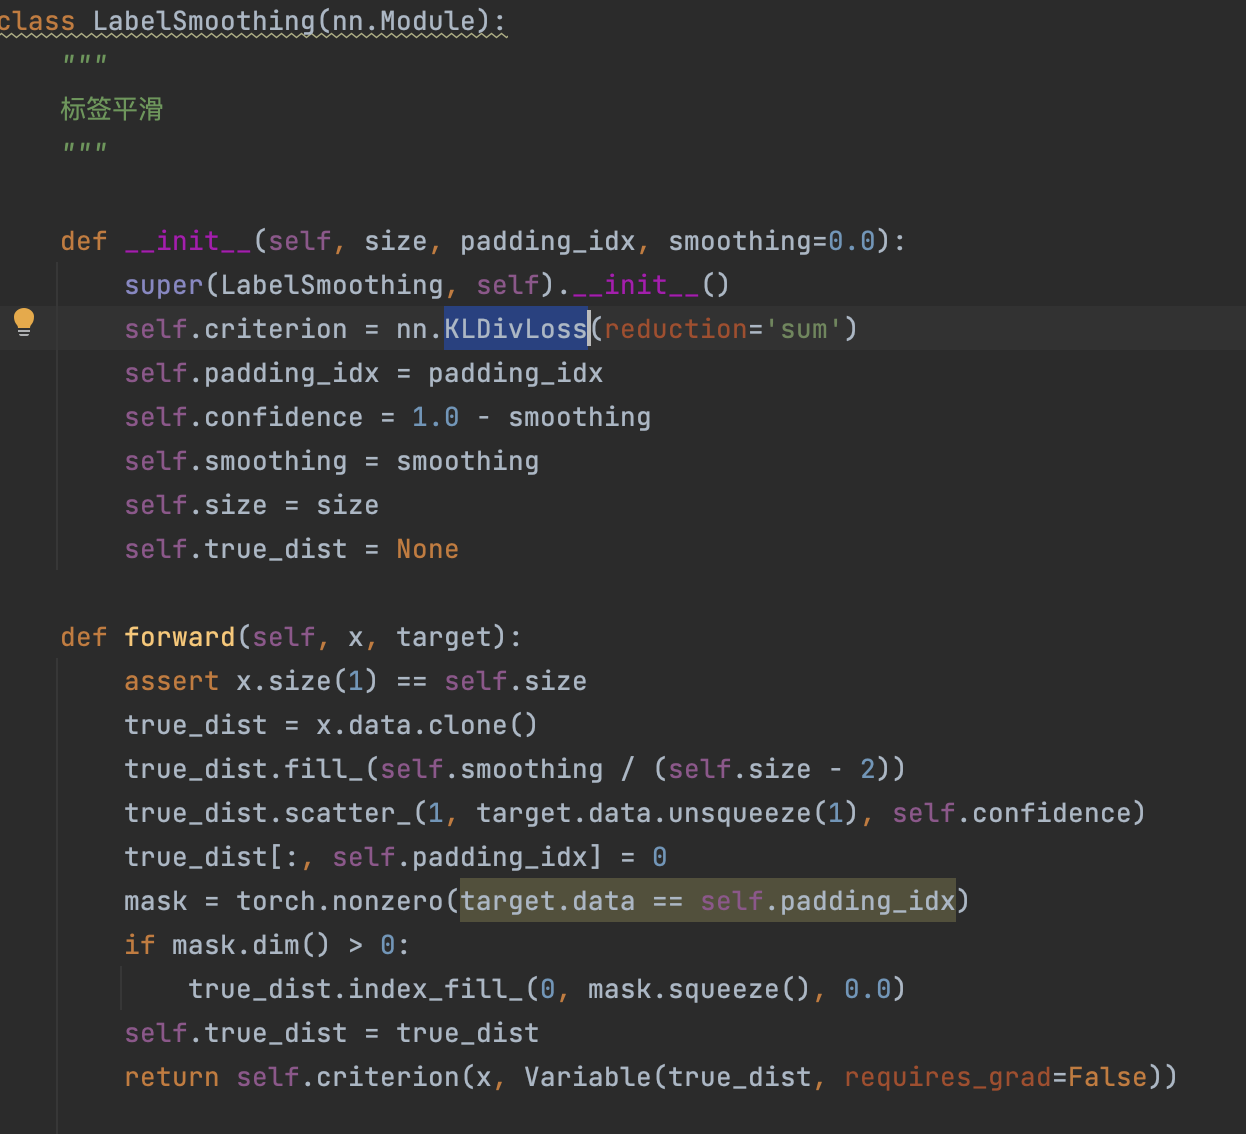 class LabelSmoothing(nn.Module):
    """
    标签平滑
    """

    def __init__(self, size, padding_idx, smoothing=0.0):
        super(LabelSmoothing, self).__init__()
        self.criterion = nn.KLDivLoss(reduction='sum')
        self.padding_idx = padding_idx
        self.confidence = 1.0 - smoothing
        self.smoothing = smoothing
        self.size = size
        self.true_dist = None

    def forward(self, x, target):
        assert x.size(1) == self.size
        true_dist = x.data.clone()
        true_dist.fill_(self.smoothing / (self.size - 2))
        true_dist.scatter_(1, target.data.unsqueeze(1), self.confidence)
        true_dist[:, self.padding_idx] = 0
        mask = torch.nonzero(target.data == self.padding_idx)
        if mask.dim() > 0:
            true_dist.index_fill_(0, mask.squeeze(), 0.0)
        self.true_dist = true_dist
        return self.criterion(x, Variable(true_dist, requires_grad=False))